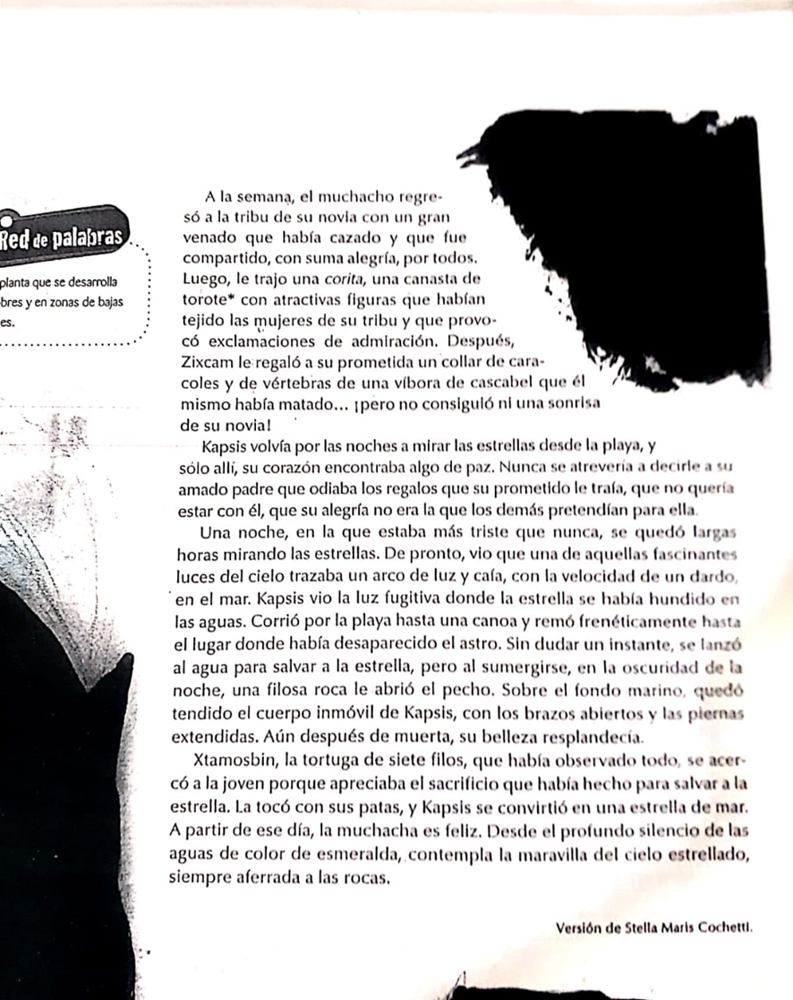 Red de palabras
planta que se desarrolla
bres y en zonas de bajas
es.
A la semana, el muchacho regre-
só a la tribu de su novia con un gran
venado que había cazado y que fue
compartido, con suma alegría, por todos.
Luego, le trajo una corita, una canasta de
torote* con atractivas figuras que habían
tejido las mujeres de su tribu y que provo-
có exclamaciones de admiración. Después,
Zixcam le regaló a su prometida un collar de cara-
coles y de vértebras de una víbora de cascabel que él
mismo había matado... ¡pero no consiguió ni una sonrisa
de su novia!
Kapsis volvía por las noches a mirar las estrellas desde la playa, y
sólo allí, su corazón encontraba algo de paz. Nunca se atrevería a decirle a su
amado padre que odiaba los regalos que su prometido le traía, que no quería
estar con él, que su alegría no era la que los demás pretendían para ella.
Una noche, en la que estaba más triste que nunca, se quedó largas
horas mirando las estrellas. De pronto, vio que una de aquellas fascinantes
luces del cielo trazaba un arco de luz y caía, con la velocidad de un dardo,
en el mar. Kapsis vio la luz fugitiva donde la estrella se había hundido en
las aguas. Corrió por la playa hasta una canoa y remó frenéticamente hasta
el lugar donde había desaparecido el astro. Sin dudar un instante, se lanzó
al agua para salvar a la estrella, pero al sumergirse, en la oscuridad de la
noche, una filosa roca le abrió el pecho. Sobre el fondo marino, quedó
tendido el cuerpo inmóvil de Kapsis, con los brazos abiertos y las piernas
extendidas. Aún después de muerta, su belleza resplandecía.
Xtamosbin, la tortuga de siete filos, que había observado todo, se acer-
có a la joven porque apreciaba el sacrificio que había hecho para salvar a la
estrella. La tocó con sus patas, y Kapsis se convirtió en una estrella de mar.
A partir de ese día, la muchacha es feliz. Desde el profundo silencio de las
aguas de color de esmeralda, contempla la maravilla del cielo estrellado,
siempre aferrada a las rocas.
Versión de Stella Maris Cochetti.